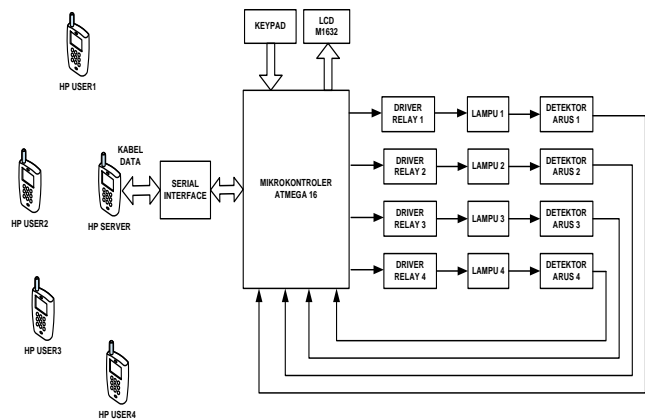 HP USER1
KEYPAD
LCD
M1632
HP USER2
KABEL
DATA
HP SERVER
SERIAL
INTERFACE
MIKROKONTROLER
ATMEGA 16
DRIVER
RELAY 1
LAMPU 1
DETEKTOR
ARUS 1
DRIVER
RELAY 2
LAMPU 2
DETEKTOR
ARUS 2
DRIVER
RELAY 3
LAMPU 3
DETEKTOR
ARUS 3
DRIVER
RELAY 4
LAMPU 4
DETEKTOR
ARUS 4
HP USER3
HP USER4